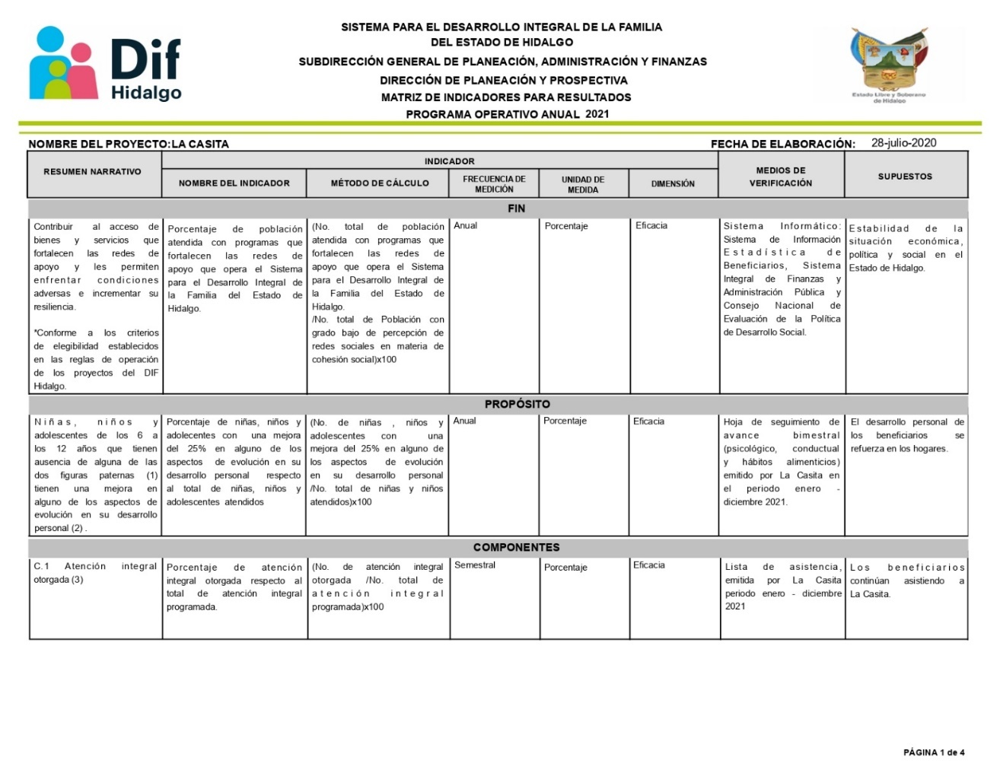 Dif
Hidalgo
SISTEMA PARA EL DESARROLLO INTEGRAL DE LA FAMILIA
DEL ESTADO DE HIDALGO
SUBDIRECCIÓN GENERAL DE PLANEACIÓN, ADMINISTRACIÓN Y FINANZAS
DIRECCIÓN DE PLANEACIÓN Y PROSPECTIVA
MATRIZ DE INDICADORES PARA RESULTADOS
PROGRAMA OPERATIVO ANUAL 2021
Estado Libre y Soberano
de Hidalgo
NOMBRE DEL PROYECTO:LA CASITA
FECHA DE ELABORACIÓN: 28-julio-2020
RESUMEN NARRATIVO
INDICADOR
NOMBRE DEL INDICADOR
MÉTODO DE CÁLCULO
FRECUENCIA DE
MEDICIÓN
UNIDAD DE
MEDIDA
DIMENSIÓN
MEDIOS DE
VERIFICACIÓN
SUPUESTOS
FIN
Contribuir al acceso de
bienes y servicios que
fortalecen las redes de
apoyo y les permiten
enfrentar condiciones
adversas e incrementar su
resiliencia.
*Conforme a los criterios
de elegibilidad establecidos
en las reglas de operación
de los proyectos del DIF
Hidalgo.
Porcentaje de población
atendida con programas que
fortalecen las redes de
apoyo que opera el Sistema
para el Desarrollo Integral de
la Familia del Estado de
Hidalgo.
(No. total de población
atendida con programas que
fortalecen las redes de
apoyo que opera el Sistema
para el Desarrollo Integral de
la Familia del Estado de
Hidalgo.
/No. total de Población con
grado bajo de percepción de
redes sociales en materia de
cohesión social)x100
Anual
Porcentaje
Eficacia
Sistema Informático:
Sistema de Información
Estadística de
Beneficiarios, Sistema
Integral de Finanzas y
Administración Pública y
Consejo Nacional de
Evaluación de la Política
de Desarrollo Social.
Estabilidad de la
situación económica,
política y social en el
Estado de Hidalgo.
PROPÓSITO
Niñas, niños y
adolescentes de los 6 a
los 12 años que tienen
ausencia de alguna de las
dos figuras paternas (1)
tienen una mejora en
alguno de los aspectos de
evolución en su desarrollo
personal (2) .
Porcentaje de niñas, niños y
adolecentes con una mejora
del 25% en alguno de los
aspectos de evolución en su
desarrollo personal respecto
al total de niñas, niños y
adolescentes atendidos
(No. de niñas , niños y
adolescentes con una
mejora del 25% en alguno de
los aspectos de evolución
en su desarrollo personal
/No. total de niñas y niños
atendidos)x100
Anual
Porcentaje
Eficacia
Hoja de seguimiento de
avance bimestral
(psicológico, conductual
y hábitos alimenticios)
emitido por La Casita en
el periodo enero -
diciembre 2021.
El desarrollo personal de
los beneficiarios se
refuerza en los hogares.
COMPONENTES
C.1 Atención integral
otorgada (3)
Porcentaje de atención
integral otorgada respecto al
total de atención integral
programada.
(No. de atención integral
otorgada /No. total de
atención integral
programada)x100
Semestral
Porcentaje
Eficacia
Lista de asistencia,
emitida por La Casita
periodo enero - diciembre
2021
Los beneficiarios
continúan asistiendo a
La Casita.
PÁGINA 1 de 4